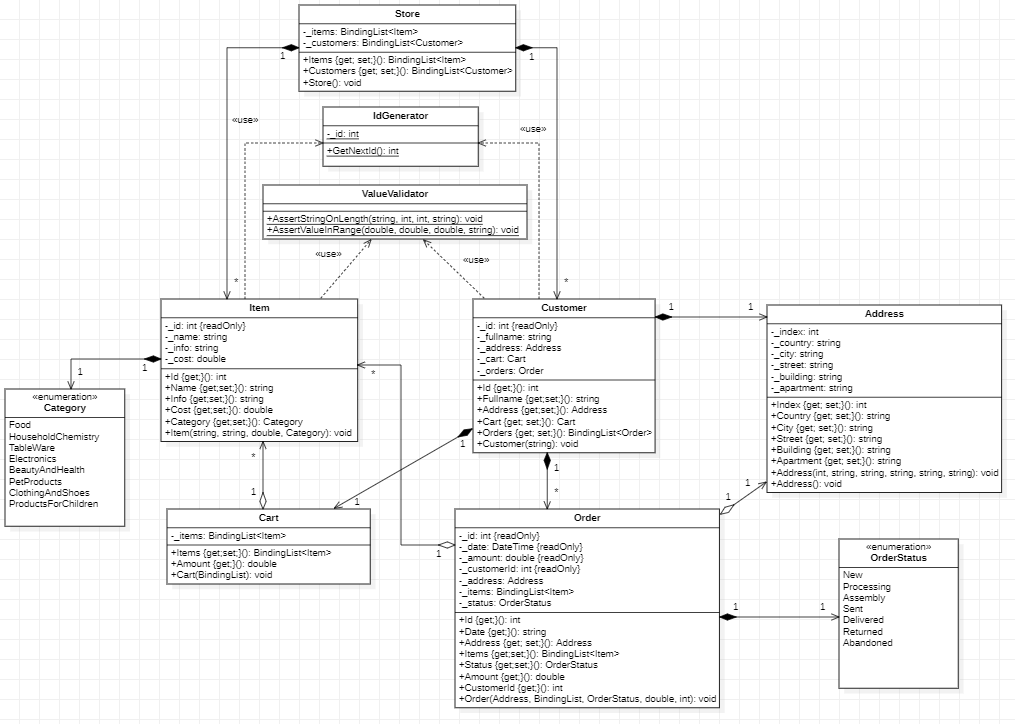 Store
-_items: BindingList<Item>
-_customers: BindingList<Customer>
+Items {get; set;}(): BindingList<Item>
+Customers {get; set;}(): BindingList<Customer>
+Store(): void
1
1
«use»
«use»
IdGenerator
-_id: int
+GetNextId(): int
ValueValidator
+AssertStringOnLength(string, int, int, string): void
+AssertValueInRange(double, double, double, string): void
«use»
«use»
*
*
Item
-_id: int {readOnly}
-_name: string
-_info: string
-_cost: double
+Id {get;}(): int
+Name {get;set;}(): string
+Info {get;set;}(): string
+Cost {get;set;}(): double
+Category {get;set;}(): Category
+Item(string, string, double, Category): void
Customer
-_id: int {readOnly}
-_fullname: string
-_address: Address
-_cart: Cart
-_orders: Order
+Id {get;}(): int
+Fullname {get;set;}(): string
+Address {get;set;}(): Address
+Cart {get; set;}(): Cart
+Orders {get; set;}(): BindingList<Order>
+Customer(string): void
1
1
Address
-_index: int
-_country: string
-_city: string
-_street: string
-_building: string
-_apartment: string
+Index {get; set;}(): int
+Country {get; set;}(): string
+City {get; set;}(): string
+Street {get; set;}(): string
+Building {get; set;}(): string
+Apartment {get; set;}(): string
+Address(int, string, string, string, string, string): void
+Address(): void
1
1
*
«enumeration»
Category
Food
HouseholdChemistry
TableWare
Electronics
BeautyAndHealth
PetProducts
ClothingAndShoes
ProductsForChildren
*
1
1
1
1
*
1
1
Cart
-_items: BindingList<Item>
+Items {get;set;}(): BindingList<Item>
+Amount {get;}(): double
+Cart(BindingList): void
1
Order
-_id: int {readOnly}
-_date: DateTime {readOnly}
-_amount: double {readOnly}
-_customerId: int {readOnly}
-_address: Address
-_items: BindingList<Item>
-_status: OrderStatus
+Id {get;}(): int
+Date {get;}(): string
+Address {get; set;}(): Address
+Items {get;set;}(): BindingList<Item>
+Status {get;set;}(): OrderStatus
+Amount {get;}(): double
+CustomerId {get;}(): int
+Order(Address, BindingList, OrderStatus, double, int): void
1
1
«enumeration»
OrderStatus
New
Processing
Assembly
Sent
Delivered
Returned
Abandoned